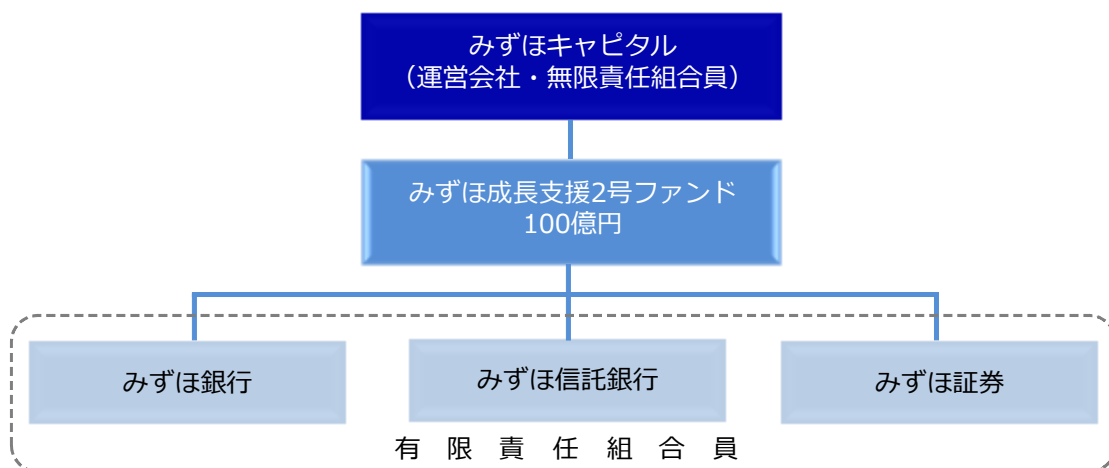 みずほキャピタル
（運営会社・無限責任組合員）
みずほ成長支援2号ファンド
100億円
みずほ銀行
みずほ信託銀行
みずほ証券
有 限 責 任 組 合 員